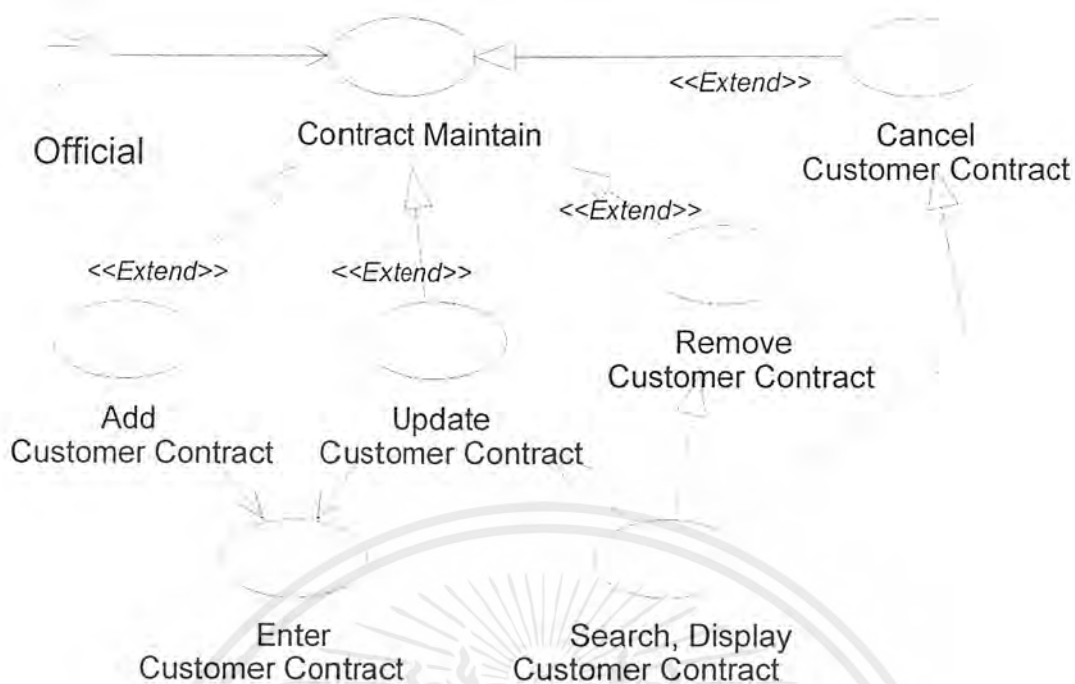 <<Extend>>
Official
Contract Maintain
Cancel
Customer Contract
<<Extend>>
<<Extend>>
<<Extend>>
Remove
Customer Contract
Add
Customer Contract
Update
Customer Contract
Enter
Customer Contract
Search, Display
Customer Contract